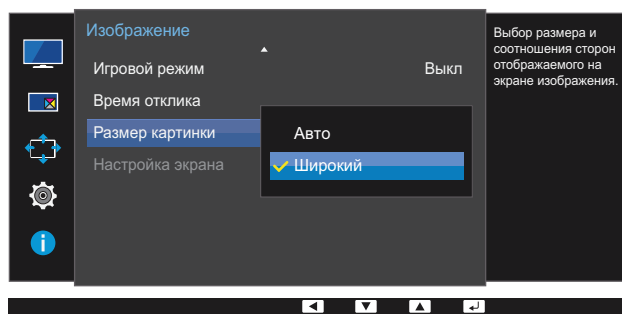 Изображение
Игровой режим Выкл
Время отклика
Размер картинки
Авто
Широкий
Настройка экрана
Выбор размера и
соотношения сторон
отображаемого на
экране изображения.